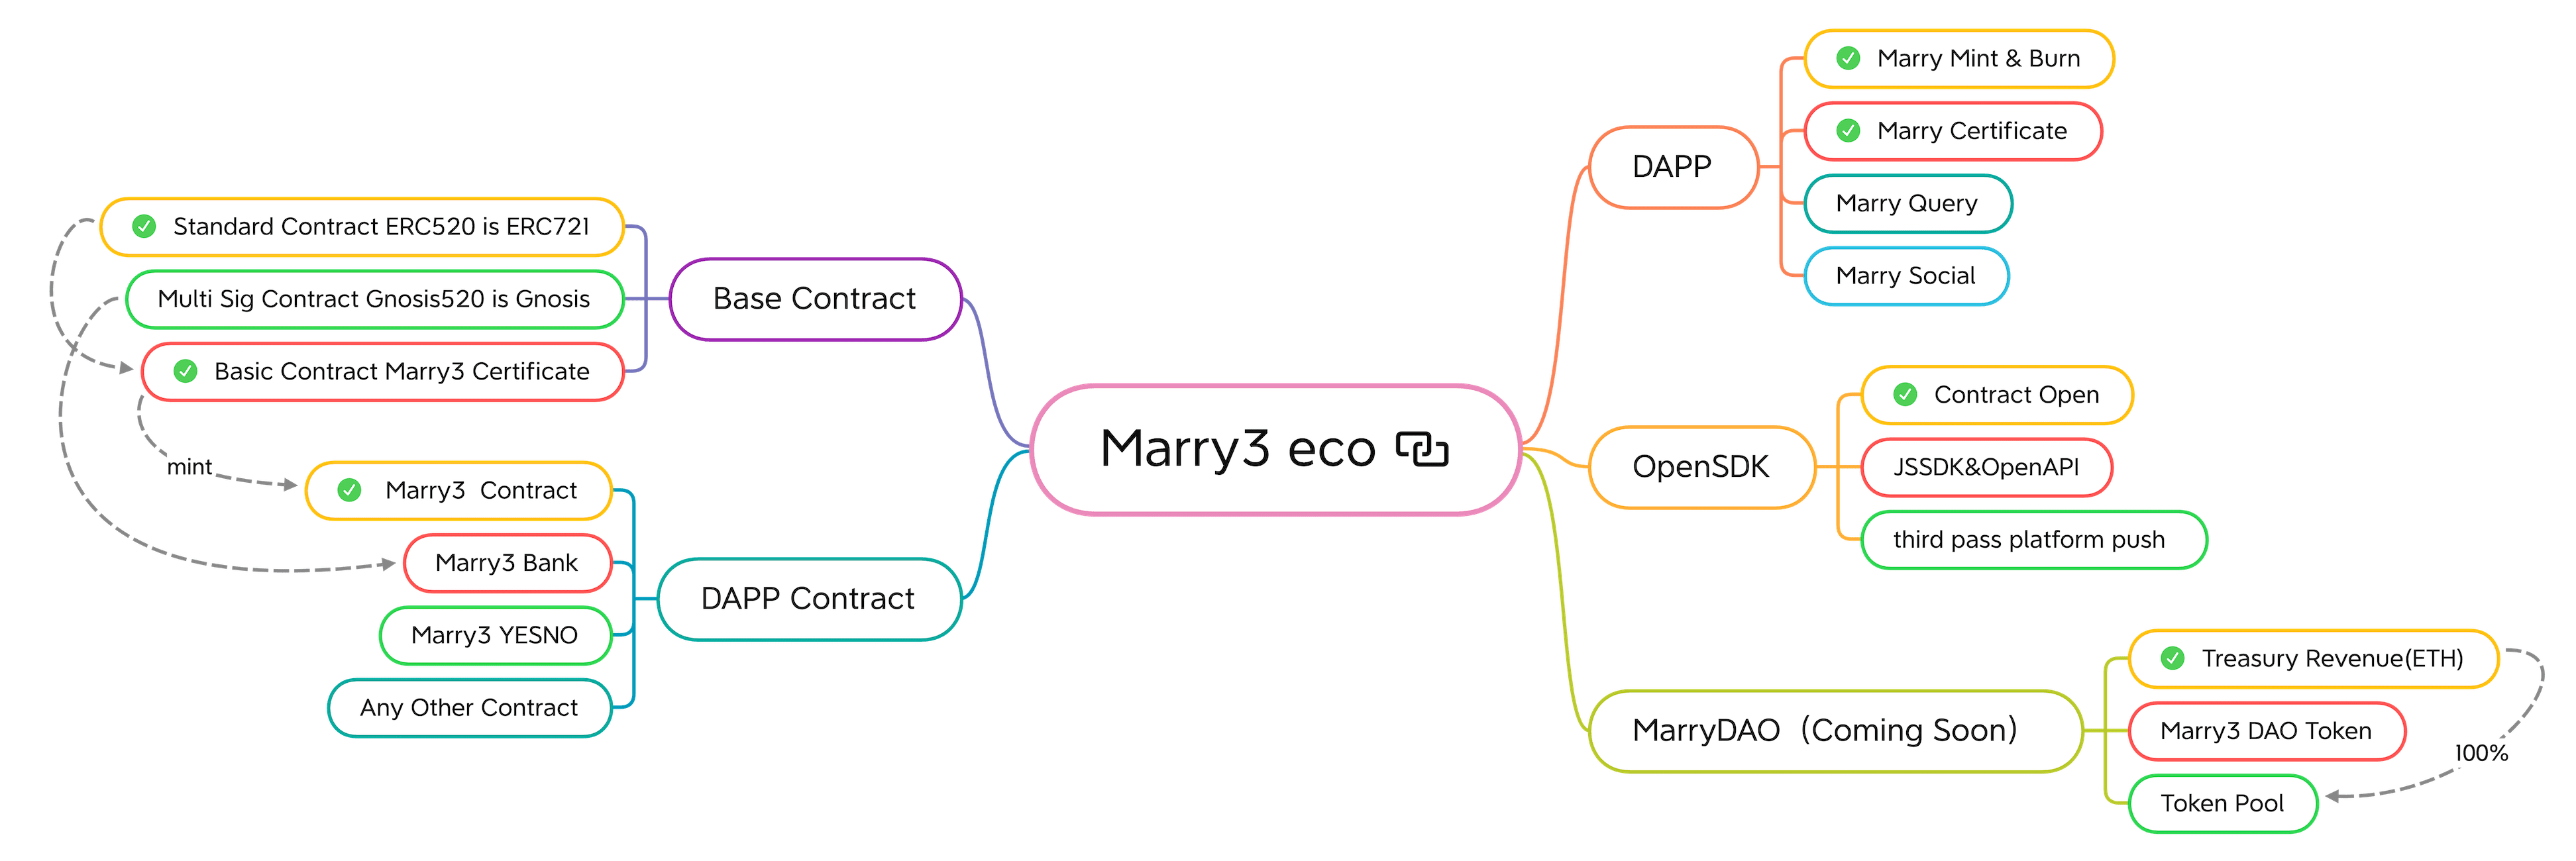 Marry3 eco
Base Contract
Standard Contract ERC520 is ERC721
Multi Sig Contract Gnosis520 is Gnosis
Basic Contract Marry3 Certificate
mint
DAPP Contract
Marry3  Contract
Marry3 Bank
Marry3 YESNO
Any Other Contract
DAPP
Marry Mint & Burn
Marry Certificate
Marry Query
Marry Social
OpenSDK
Contract Open
JSSDK&OpenAPI
third pass platform push
MarryDAO（Coming Soon）
Treasury Revenue(ETH)
Marry3 DAO Token
Token Pool
100%